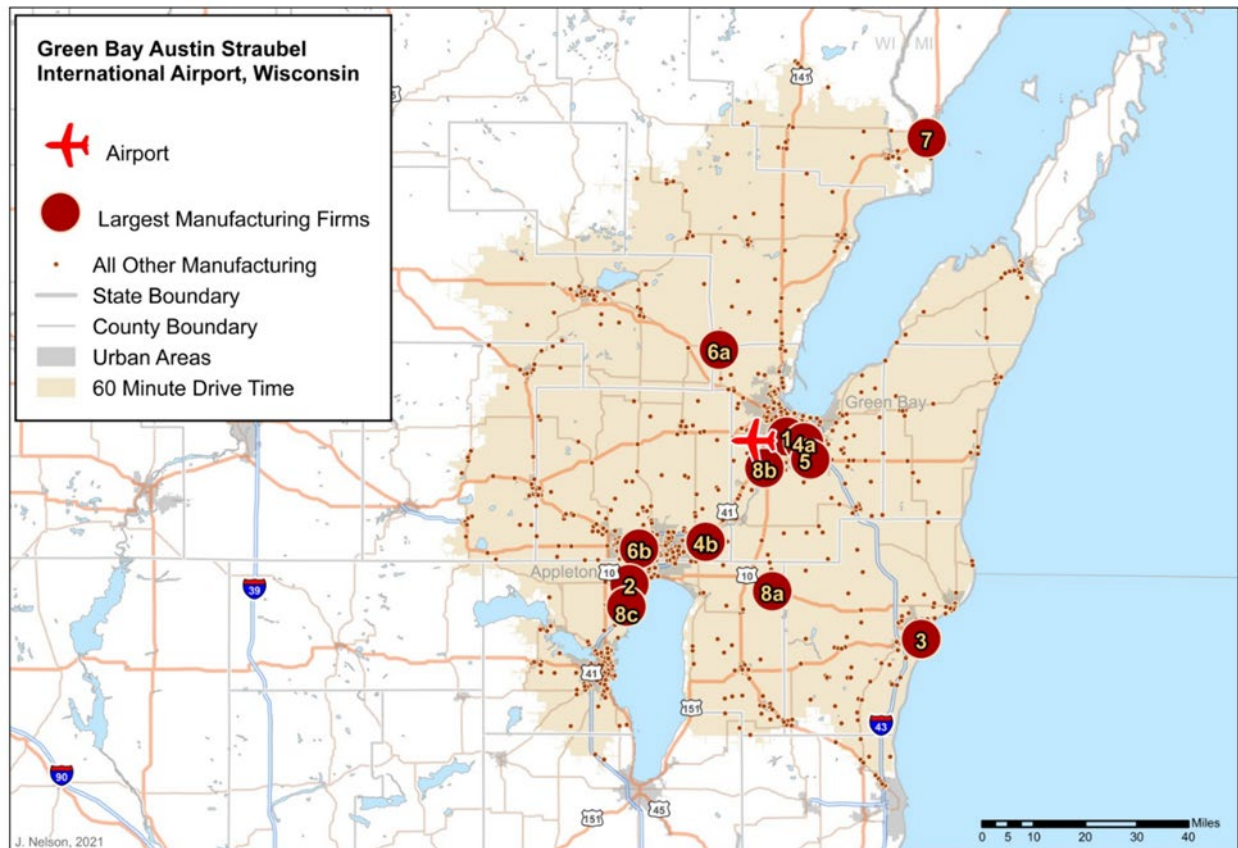 Green Bay Austin Straubel
International Airport, Wisconsin
Airport
Largest Manufacturing Firms
All Other Manufacturing
State Boundary
County Boundary
Urban Areas
60 Minute Drive Time
WI
MI
141
7
6a
Green Bay
1
4a
5
8b
41
4b
6b
Appleton
10
10
2
8a
8c
39
3
41
151
43
90
151
45
Miles
0 5 10 20 30 40
J. Nelson, 2021